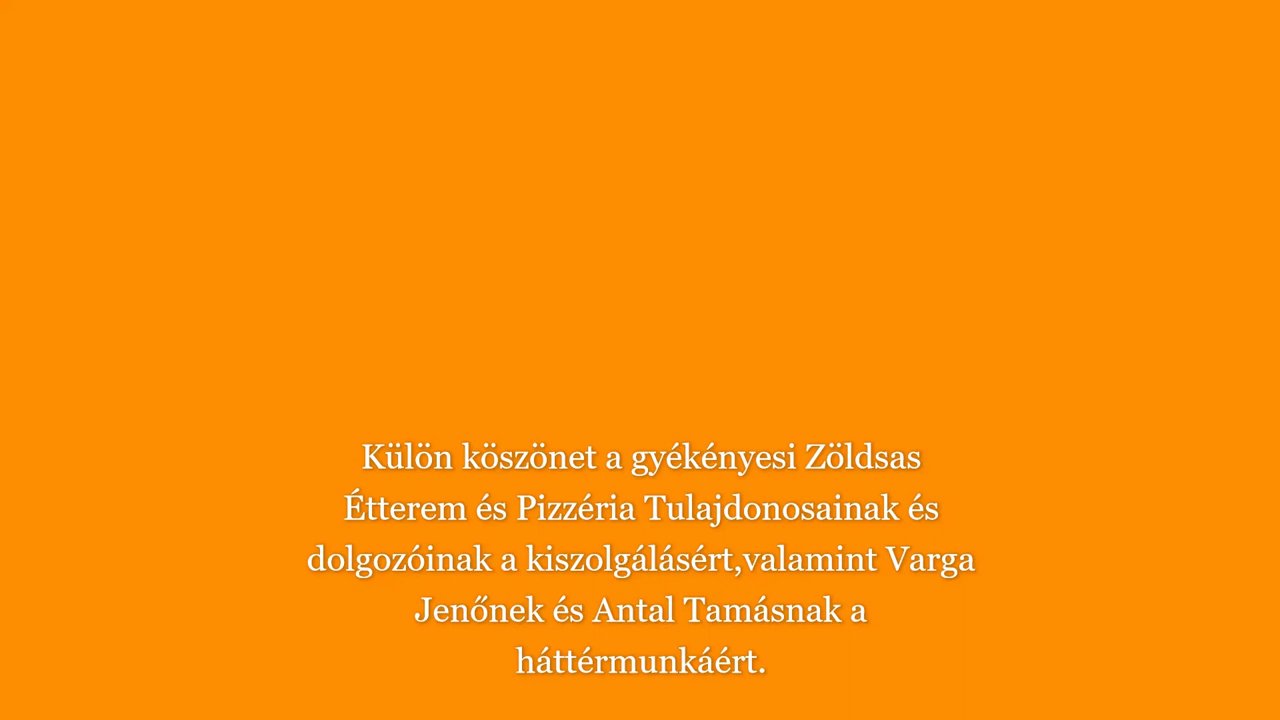 Külön köszönet a gyékényesi Zöldsas
Étterem és Pizzéria Tulajdonosainak és
dolgozóinak a kiszolgálásért,valamint Varga
Jenőnek és Antal Tamásnak a
háttérmunkáért.